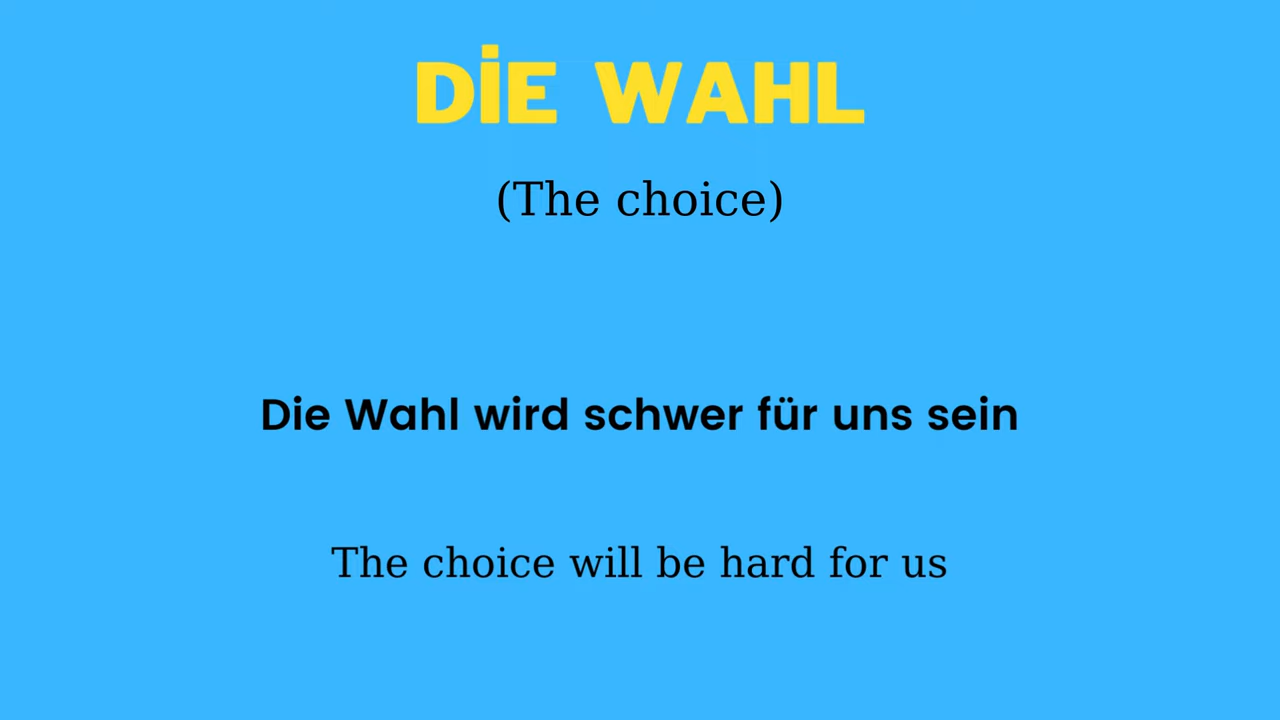 DİE WAHL
(The choice)
Die Wahl wird schwer für uns sein
The choice will be hard for us